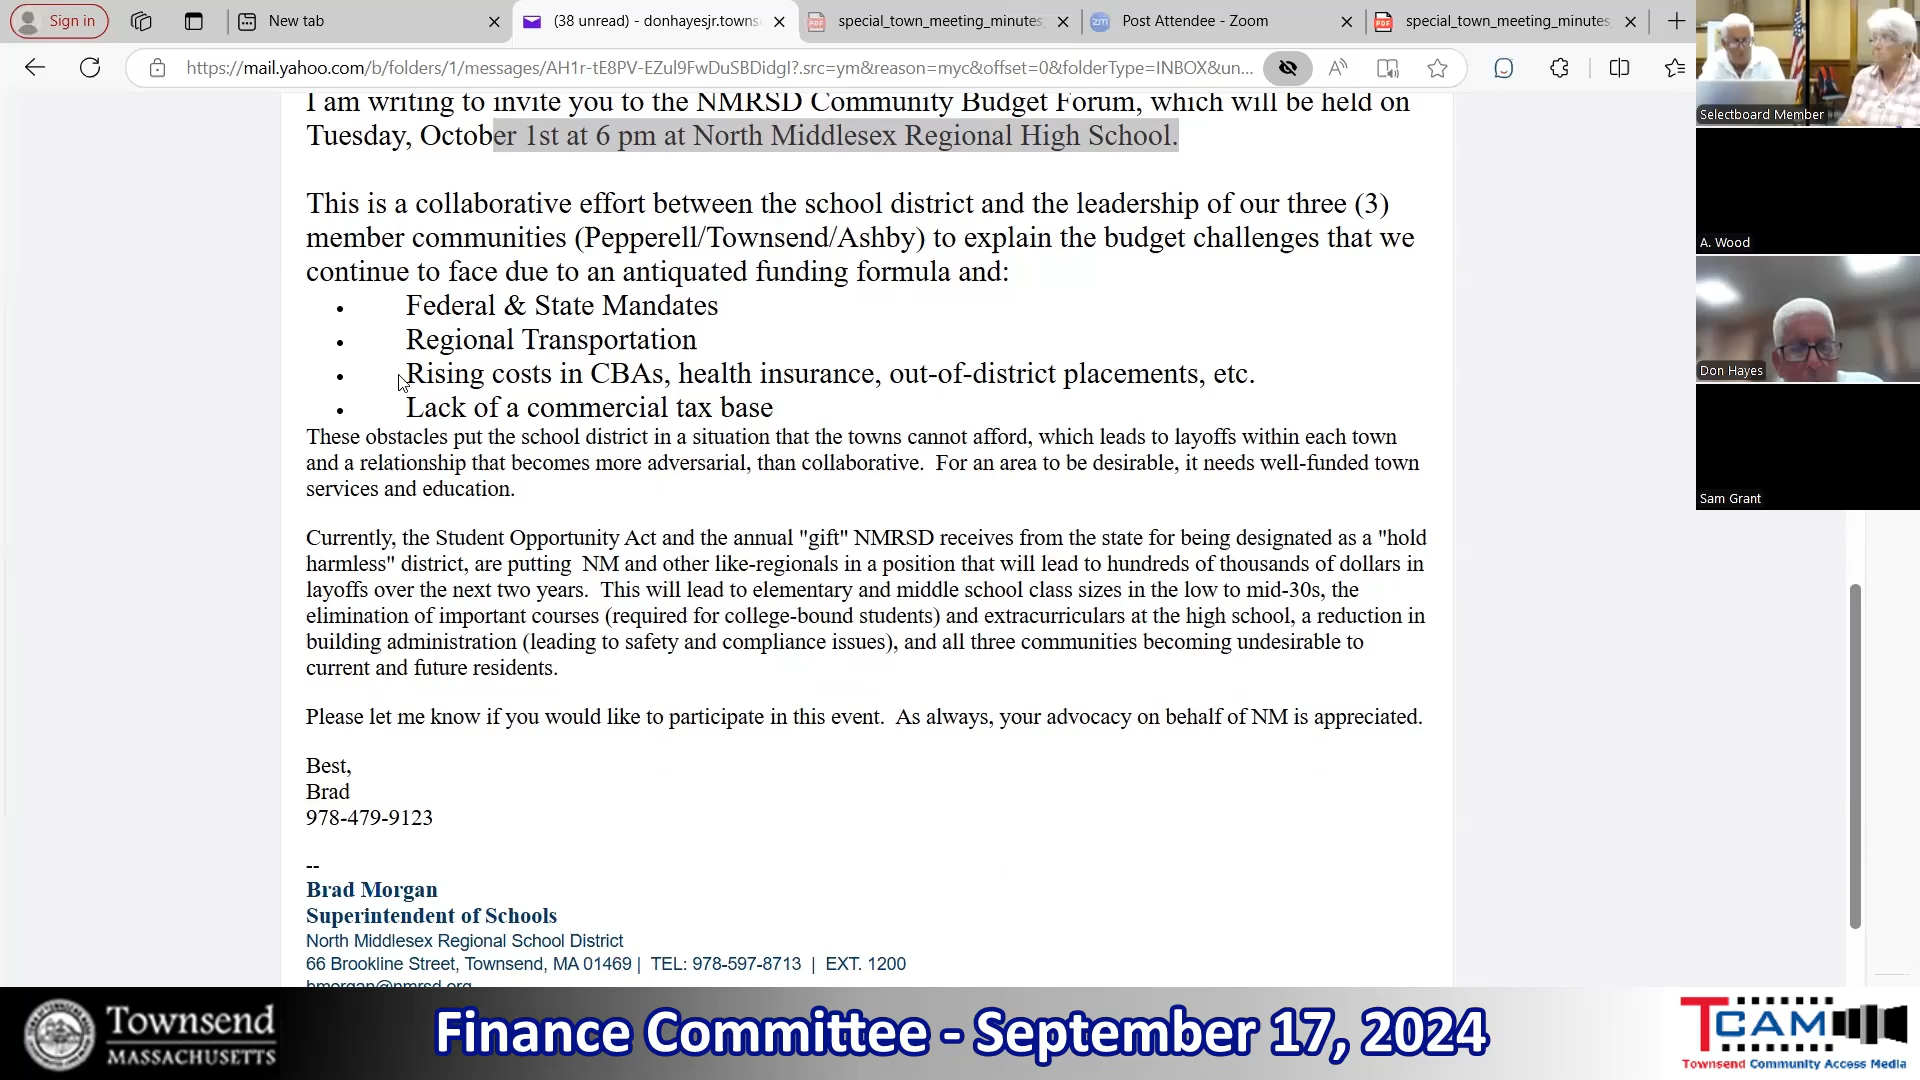 Sign in
New tab
(38 unread) - donhayesjr.towns
special_town_meeting_minutes
Post Attendee - Zoom
special_town_meeting_minutes
https://mail.yahoo.com/b/folders/1/messages/AH1r-tE8PV-EZul9FwDuSBDidgI?.src=ym&reason=myc&offset=0&folderType=INBOX&un...
I am writing to invite you to the NMRSD Community Budget Forum, which will be held on
Tuesday, October 1st at 6 pm at North Middlesex Regional High School.
This is a collaborative effort between the school district and the leadership of our three (3)
member communities (Pepperell/Townsend/Ashby) to explain the budget challenges that we
continue to face due to an antiquated funding formula and:
• Federal & State Mandates
• Regional Transportation
• Rising costs in CBAs, health insurance, out-of-district placements, etc.
• Lack of a commercial tax base
These obstacles put the school district in a situation that the towns cannot afford, which leads to layoffs within each town
and a relationship that becomes more adversarial, than collaborative.  For an area to be desirable, it needs well-funded town
services and education.
Currently, the Student Opportunity Act and the annual "gift" NMRSD receives from the state for being designated as a "hold
harmless" district, are putting  NM and other like-regionals in a position that will lead to hundreds of thousands of dollars in
layoffs over the next two years.  This will lead to elementary and middle school class sizes in the low to mid-30s, the
elimination of important courses (required for college-bound students) and extracurriculars at the high school, a reduction in
building administration (leading to safety and compliance issues), and all three communities becoming undesirable to
current and future residents.
Please let me know if you would like to participate in this event.  As always, your advocacy on behalf of NM is appreciated.
Best,
Brad
978-479-9123
--
Brad Morgan
Superintendent of Schools
North Middlesex Regional School District
66 Brookline Street, Townsend, MA 01469 |  TEL: 978-597-8713  |  EXT. 1200
bmorgan@nmrsd.org
Selectboard Member
A. Wood
Don Hayes
Sam Grant
Townsend
MASSACHUSETTS
Finance Committee - September 17, 2024
TCAM
Townsend Community Access Media